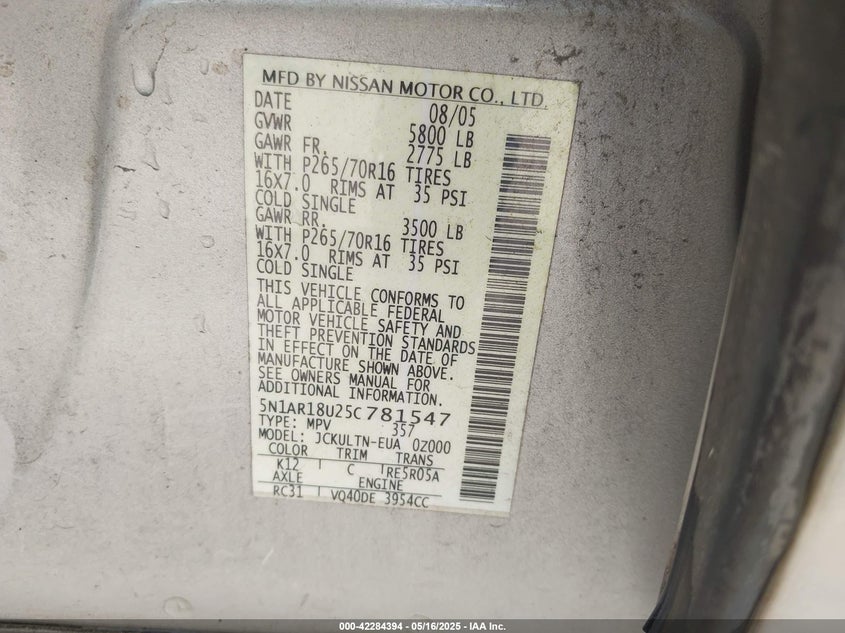 MFD BY NISSAN MOTOR CO., LTD.
DATE 08/05
GVWR 5800 LB
GAWR FR. 2775 LB
WITH P265/70R16 TIRES
16X7.0 RIMS AT 35 PSI
COLD SINGLE
GAWR RR. 3500 LB
WITH P265/70R16 TIRES
16X7.0 RIMS AT 35 PSI
COLD SINGLE
THIS VEHICLE CONFORMS TO
ALL APPLICABLE FEDERAL
MOTOR VEHICLE SAFETY AND
THEFT PREVENTION STANDARDS
IN EFFECT ON THE DATE OF
MANUFACTURE SHOWN ABOVE.
SEE OWNERS MANUAL FOR
ADDITIONAL INFORMATION.
5N1AR18U25C781547
TYPE: MPV 357
MODEL: JCKULTN-EUA 0Z000
COLOR TRIM TRANS
K12 C RE5R05A
AXLE ENGINE
RC31 VQ40DE 3954CC
000-42284394 - 05/16/2025 - IAA Inc.